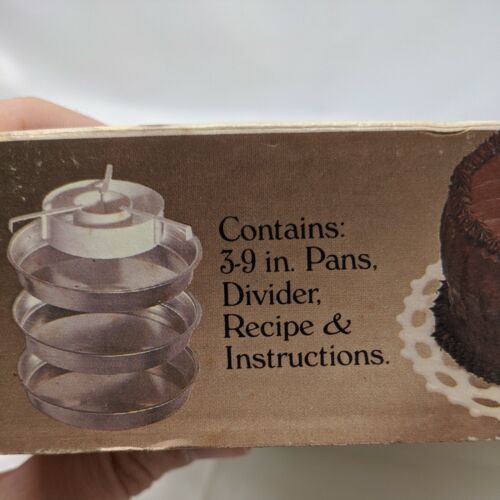 Contains:
3-9 in. Pans,
Divider,
Recipe &
Instructions.